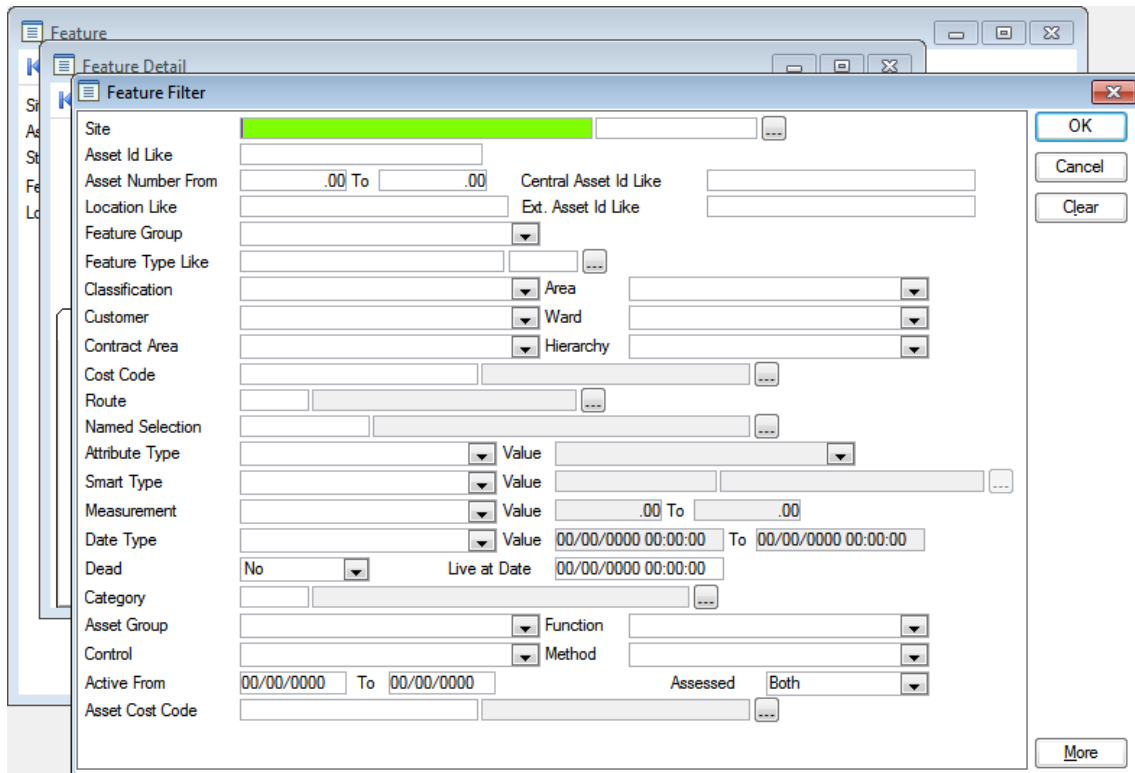 Feature
Feature Detail
Feature Filter
Si
As
St
Fe
Lo
Site ... OK
Asset Id Like
Cancel
Asset Number From .00 To .00 Central Asset Id Like
Location Like Ext. Asset Id Like Clear
Feature Group
Feature Type Like ...
Classification Area
Customer Ward
Contract Area Hierarchy
Cost Code ...
Route ...
Named Selection ...
Attribute Type Value
Smart Type Value ...
Measurement Value .00 To .00
Date Type Value 00/00/0000 00:00:00 To 00/00/0000 00:00:00
Dead No Live at Date 00/00/0000 00:00:00
Category ...
Asset Group Function
Control Method
Active From 00/00/0000 To 00/00/0000 Assessed Both
Asset Cost Code ...
More